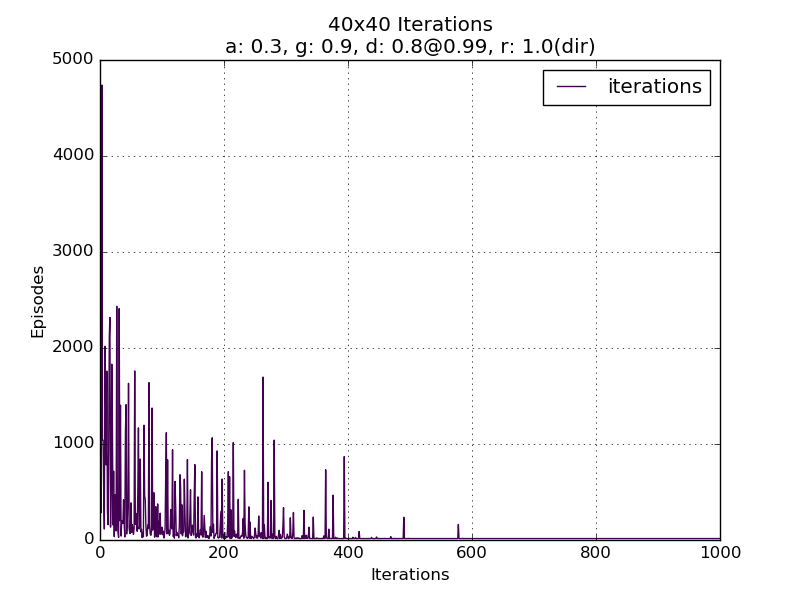 40x40 Iterations
a: 0.3, g: 0.9, d: 0.8@0.99, r: 1.0(dir)
5000
iterations
4000
3000
Episodes
2000
1000
0
0 200 400 600 800 1000
Iterations